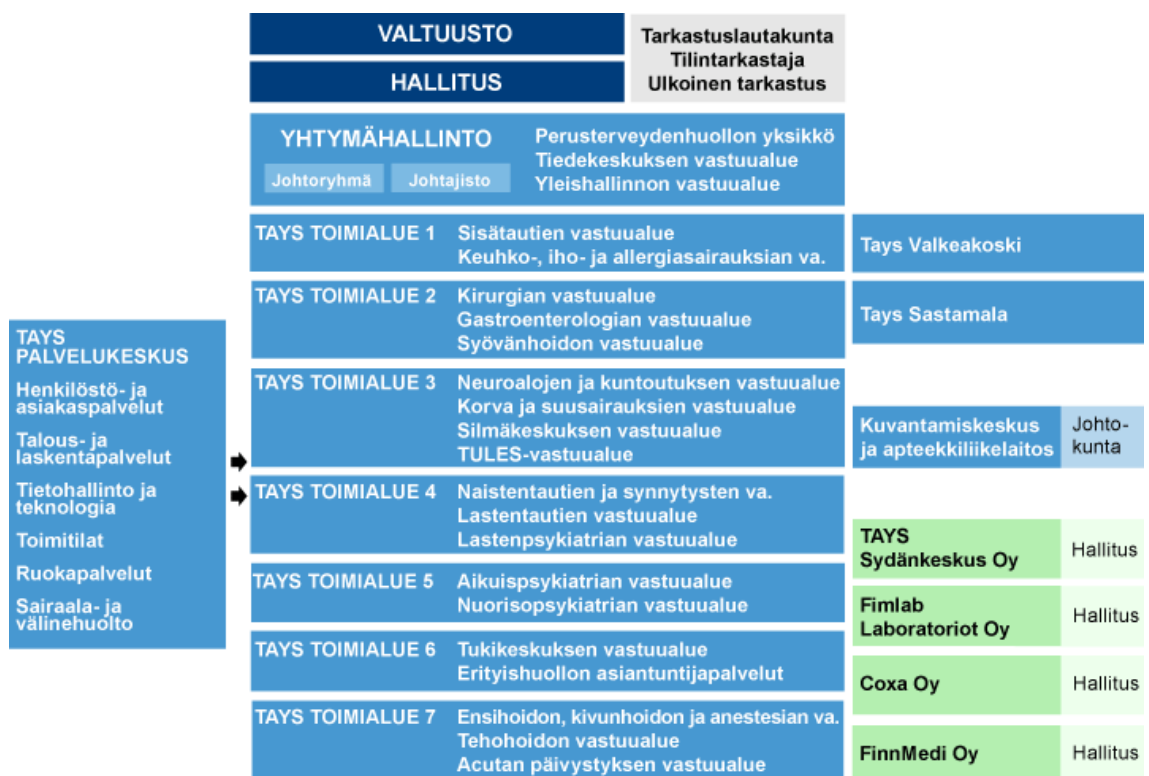 VALTUUSTO
HALLITUS
Tarkastuslautakunta
Tilintarkastaja
Ulkoinen tarkastus
YHTYMÄHALLINTO
Johtoryhmä
Johtajisto
Perusterveydenhuollon yksikkö
Tiedekeskuksen vastuualue
Yleishallinnon vastuualue
TAYS
PALVELUKESKUS
Henkilöstö- ja
asiakaspalvelut
Talous- ja
laskentapalvelut
Tietohallinto ja
teknologia
Toimitilat
Ruokapalvelut
Sairaala- ja
välinehuolto
TAYS TOIMIALUE 1
Sisätautien vastuualue
Keuhko-, iho- ja allergiasairauksian va.
TAYS TOIMIALUE 2
Kirurgian vastuualue
Gastroenterologian vastuualue
Syövänhoidon vastuualue
TAYS TOIMIALUE 3
Neuroalojen ja kuntoutuksen vastuualue
Korva ja suusairauksien vastuualue
Silmäkeskuksen vastuualue
TULES-vastuualue
TAYS TOIMIALUE 4
Naistentautien ja synnytysten va.
Lastentautien vastuualue
Lastenpsykiatrian vastuualue
TAYS TOIMIALUE 5
Aikuispsykiatrian vastuualue
Nuorisopsykiatrian vastuualue
TAYS TOIMIALUE 6
Tukikeskuksen vastuualue
Erityishuollon asiantuntijapalvelut
TAYS TOIMIALUE 7
Ensihoidon, kivunhoidon ja anestesian va.
Tehohoidon vastuualue
Acutan päivystyksen vastuualue
Tays Valkeakoski
Tays Sastamala
Kuvantamiskeskus
ja apteekkiliikelaitos
Johto-
kunta
TAYS
Sydänkeskus Oy
Hallitus
Fimlab
Laboratoriot Oy
Hallitus
Coxa Oy
Hallitus
FinnMedi Oy
Hallitus